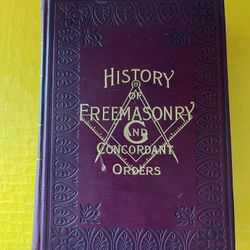 HISTORY
OF
FREEMASONRY
G
AND
CONCORDANT
ORDERS